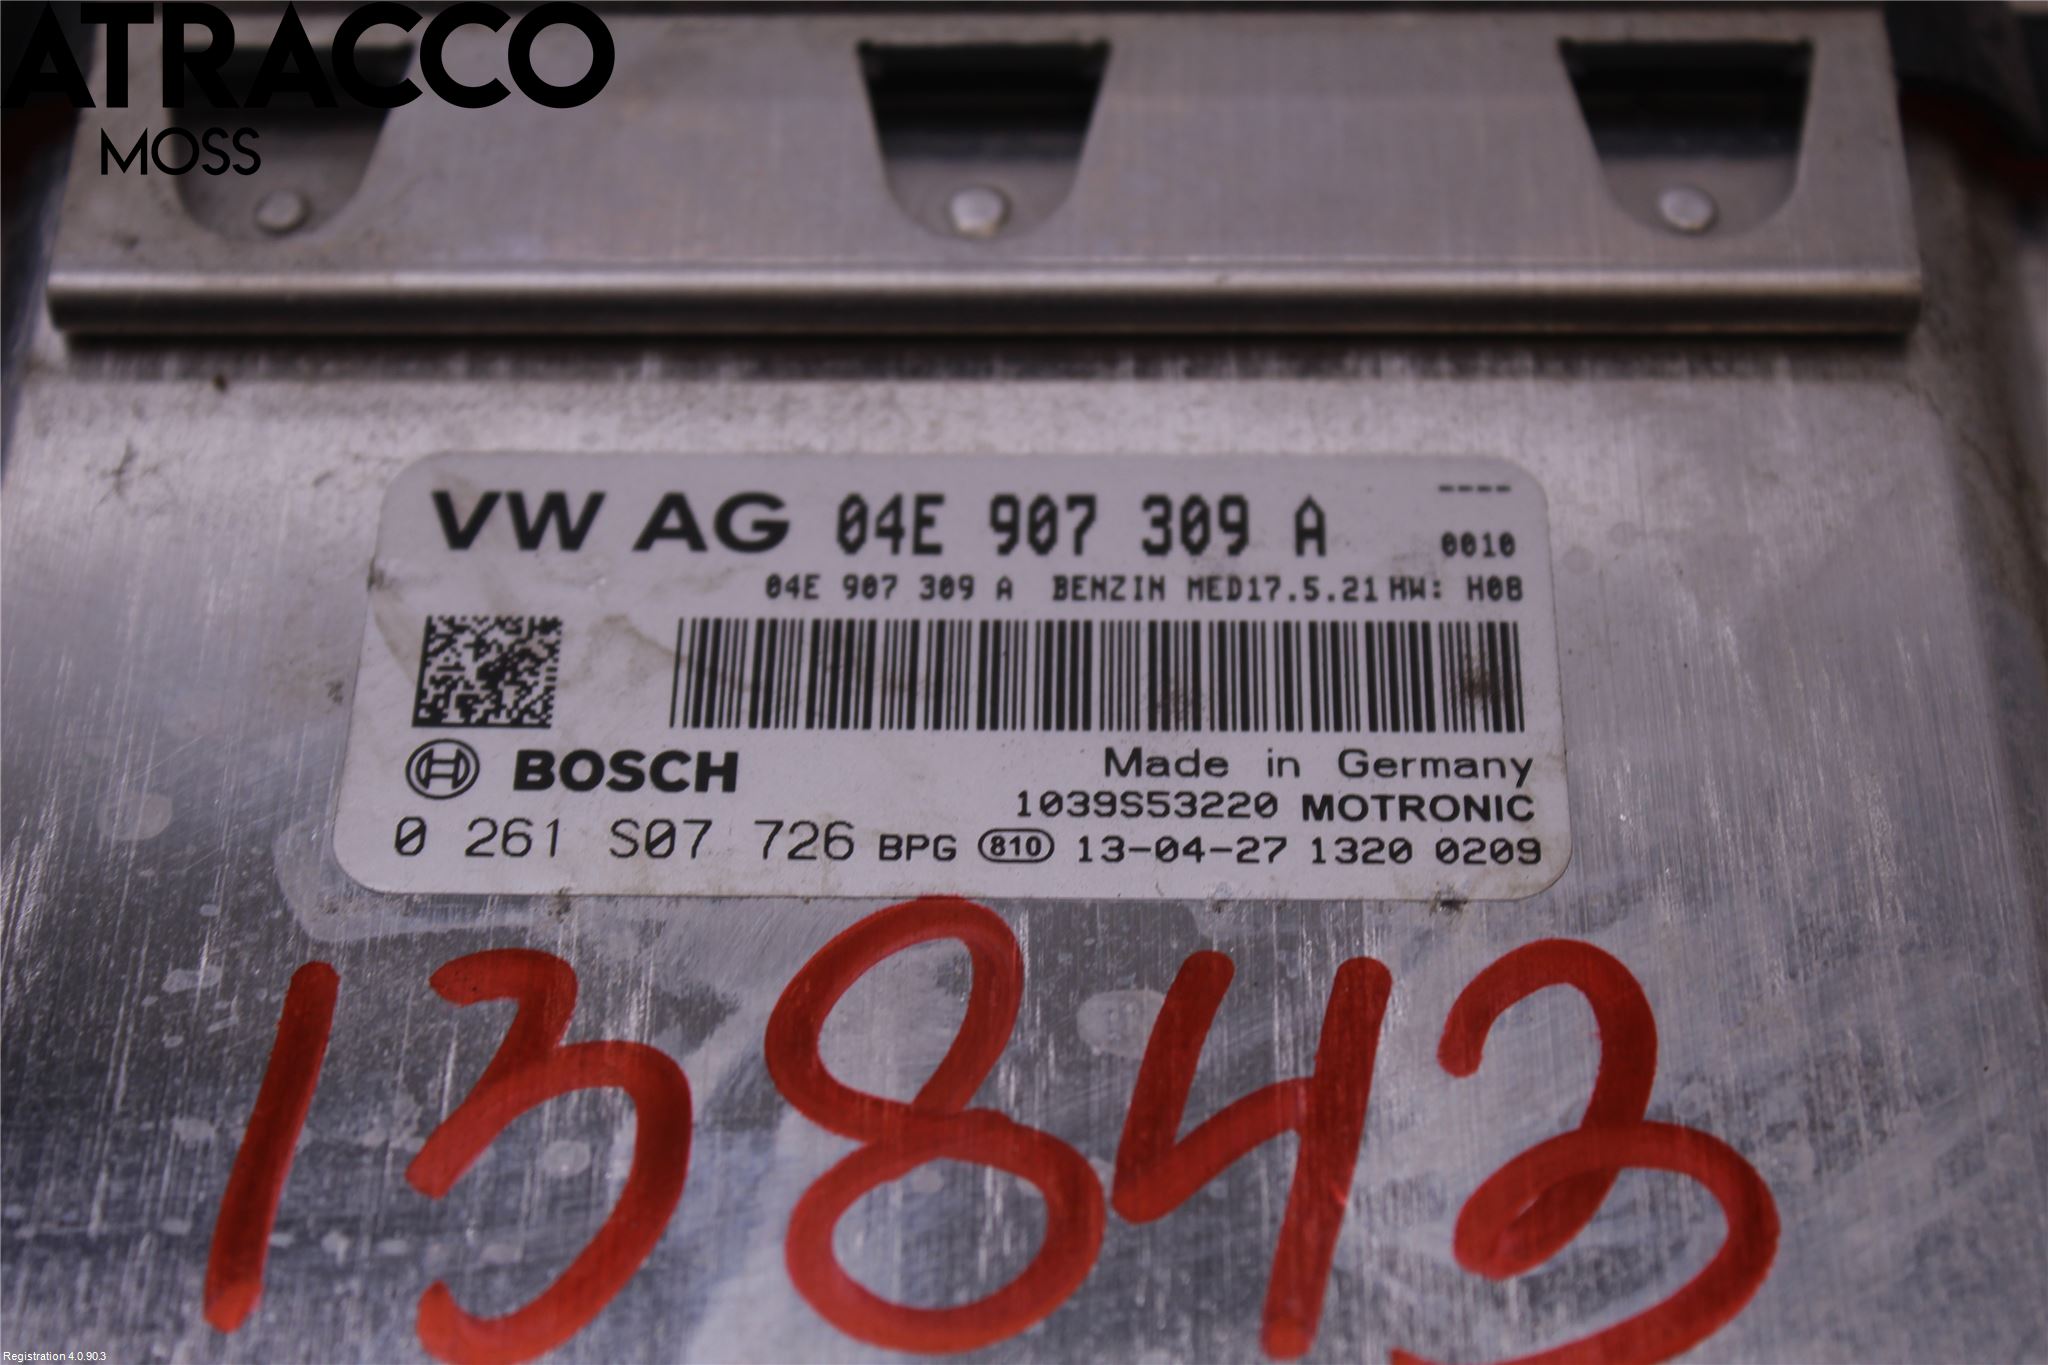 ATRACCO
MOSS
VW AG 04E 907 309 A ----
0010
04E 907 309 A BENZIN MED17.5.21 HW: H08
BOSCH Made in Germany
1039S53220 MOTRONIC
0 261 S07 726 BPG 810 13-04-27 1320 0209
13843
Registration 4.0.90.3